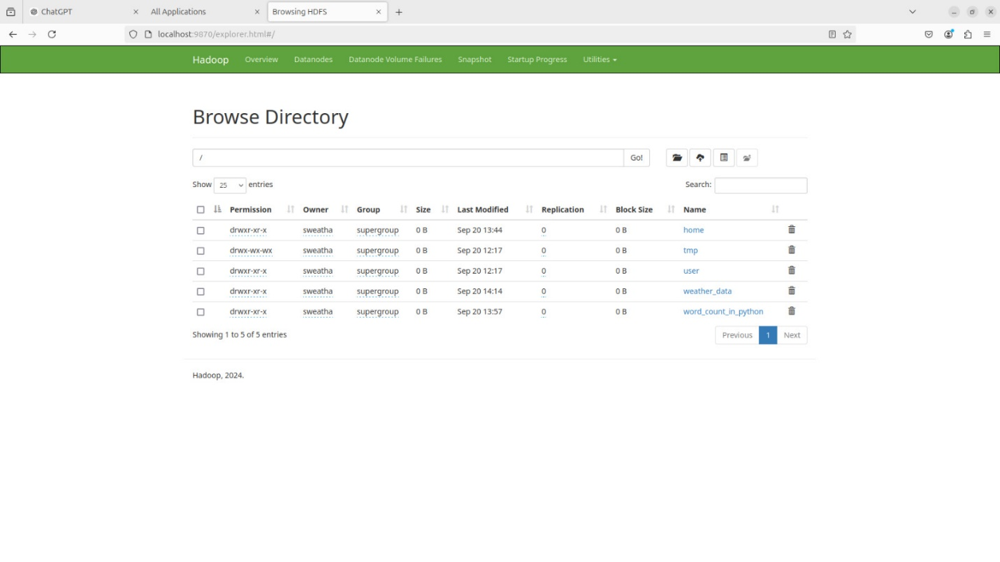 ChatGPT All Applications Browsing HDFS
localhost:9870/explorer.html#/
Hadoop Overview Datanodes Datanode Volume Failures Snapshot Startup Progress Utilities
Browse Directory
/ Go!
Show 25 entries Search:
Permission Owner Group Size Last Modified Replication Block Size Name
drwxr-xr-x sweatha supergroup 0 B Sep 20 13:44 0 0 B home
drwx-wx-wx sweatha supergroup 0 B Sep 20 12:17 0 0 B tmp
drwxr-xr-x sweatha supergroup 0 B Sep 20 12:17 0 0 B user
drwxr-xr-x sweatha supergroup 0 B Sep 20 14:14 0 0 B weather_data
drwxr-xr-x sweatha supergroup 0 B Sep 20 13:57 0 0 B word_count_in_python
Showing 1 to 5 of 5 entries Previous 1 Next
Hadoop, 2024.